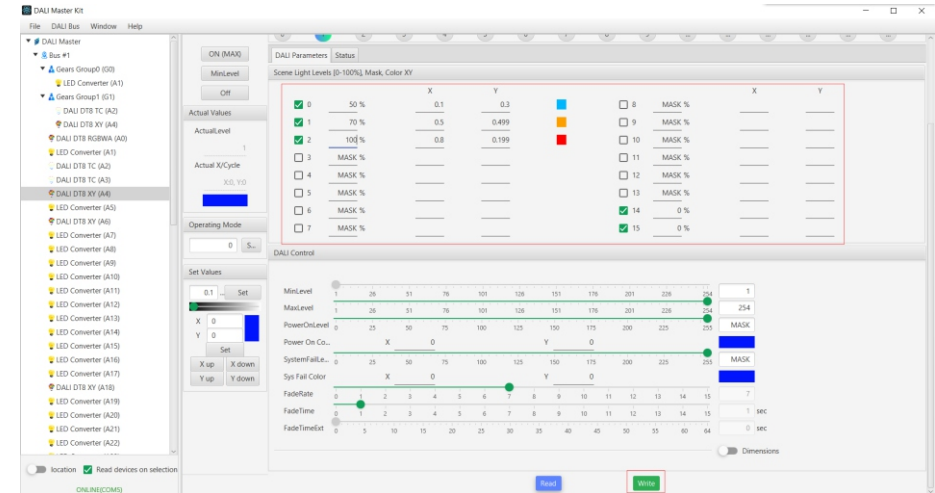 DALI Master Kit
File DALI Bus Window Help
DALI Master
Bus #1
Gears Group0 (G0)
LED Converter (A1)
Gears Group1 (G1)
DALI DT8 TC (A2)
DALI DT8 XY (A4)
DALI DT8 RGBWA (A0)
LED Converter (A1)
DALI DT8 TC (A2)
DALI DT8 TC (A3)
DALI DT8 XY (A4)
LED Converter (A5)
DALI DT8 XY (A6)
LED Converter (A7)
LED Converter (A8)
LED Converter (A9)
LED Converter (A10)
LED Converter (A11)
LED Converter (A12)
LED Converter (A13)
LED Converter (A14)
LED Converter (A15)
LED Converter (A16)
LED Converter (A17)
DALI DT8 XY (A18)
LED Converter (A19)
LED Converter (A20)
LED Converter (A21)
LED Converter (A22)
location Read devices on selection
ONLINE(COM5)
ON (MAX)
MinLevel
Off
Actual Values
ActualLevel
1
Actual X/Cycle
X:0, Y:0
Operating Mode
0 S...
Set Values
0.1 ... Set
X 0
Y 0
Set
X up X down
Y up Y down
DALI Parameters Status
Scene Light Levels [0-100%], Mask, Color XY
X Y X Y
0 50 % 0.1 0.3 8 MASK %
1 70 % 0.5 0.499 9 MASK %
2 100 % 0.8 0.199 10 MASK %
3 MASK % 11 MASK %
4 MASK % 12 MASK %
5 MASK % 13 MASK %
6 MASK % 14 0 %
7 MASK % 15 0 %
DALI Control
MinLevel 1 26 51 76 101 126 151 176 201 226 254 1
MaxLevel 1 26 51 76 101 126 151 176 201 226 254 254
PowerOnLevel 0 25 50 75 100 125 150 175 200 225 255 MASK
Power On Co... X 0 Y 0
SystemFailLe... 0 25 50 75 100 125 150 175 200 225 255 MASK
Sys Fail Color X 0 Y 0
FadeRate 0 1 2 3 4 5 6 7 8 9 10 11 12 13 14 15 7
FadeTime 0 1 2 3 4 5 6 7 8 9 10 11 12 13 14 15 1 sec
FadeTimeExt 0 5 10 15 20 25 30 35 40 45 50 55 60 64 0 sec
Dimensions
Read Write